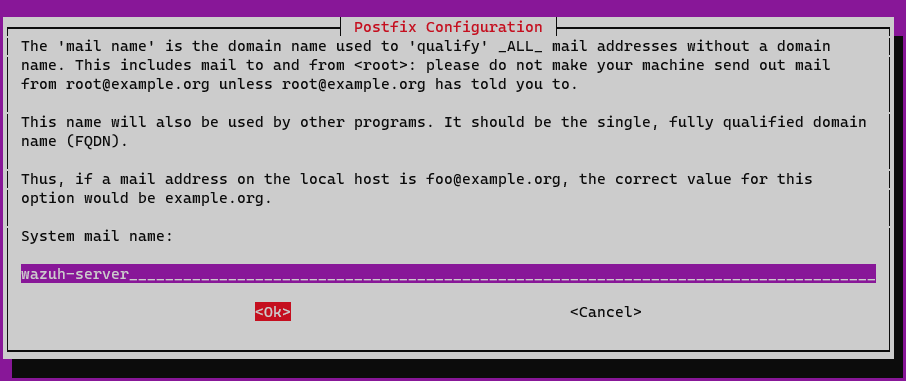 Postfix Configuration
The 'mail name' is the domain name used to 'qualify' _ALL_ mail addresses without a domain
name. This includes mail to and from <root>: please do not make your machine send out mail
from root@example.org unless root@example.org has told you to.
This name will also be used by other programs. It should be the single, fully qualified domain
name (FQDN).
Thus, if a mail address on the local host is foo@example.org, the correct value for this
option would be example.org.
System mail name:
wazuh-server___________________________________________________________________________________
<Ok> <Cancel>